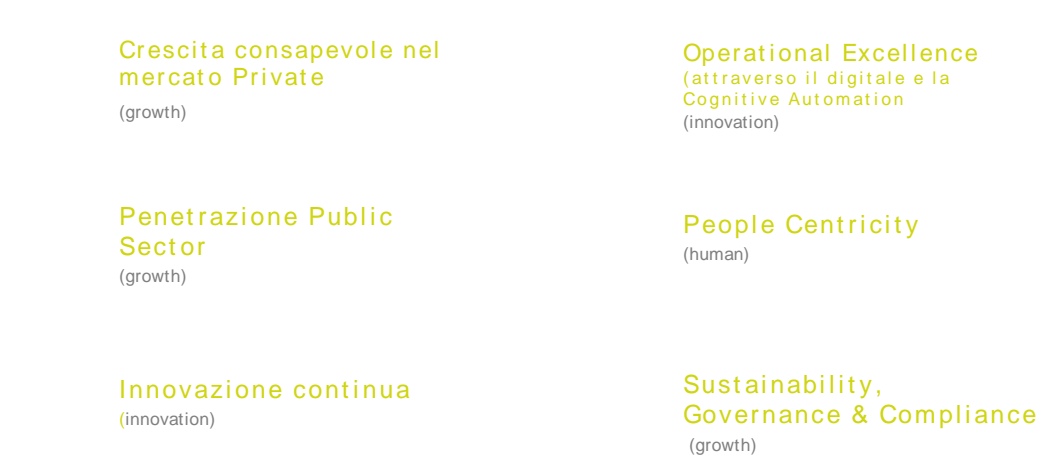 Crescita consapevole nel
mercato Private
(growth)
Penetrazione Public
Sector
(growth)
Innovazione continua
(innovation)
Operational Excellence
(attraverso il digitale e la
Cognitive Automation
(innovation)
People Centricity
(human)
Sustainability,
Governance & Compliance
(growth)